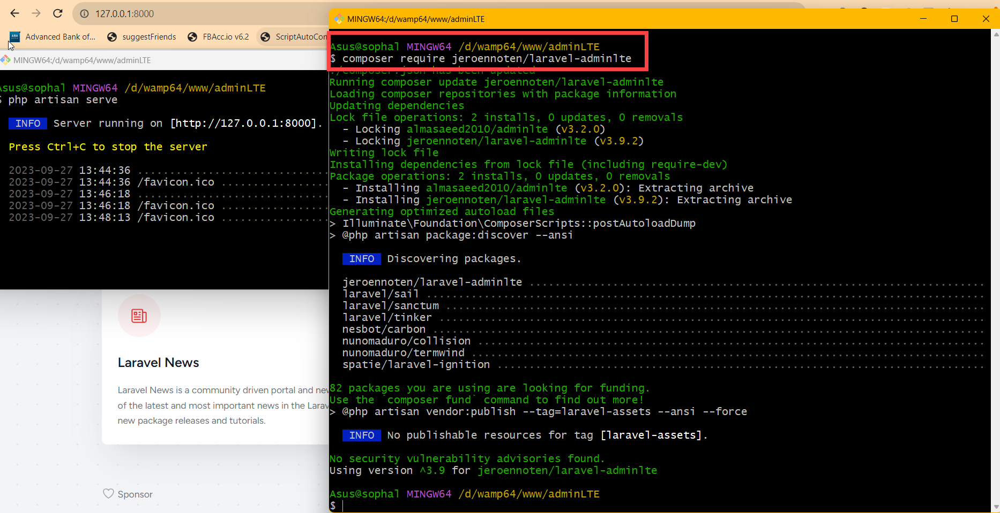 127.0.0.1:8000
Advanced Bank of...
suggestFriends
FBAcc.io v6.2
MINGW64:/d/wamp64/www/adminLTE
Asus@sophal MINGW64 /d/wamp64/www/adminLTE
$ php artisan serve
INFO Server running on [http://127.0.0.1:8000].
Press Ctrl+C to stop the server
2023-09-27 13:44:36 ..............................
2023-09-27 13:44:36 /favicon.ico .................
2023-09-27 13:46:18 ..............................
2023-09-27 13:46:18 /favicon.ico .................
2023-09-27 13:48:13 /favicon.ico .................
Laravel News
Laravel News is a community driven portal and
of the latest and most important news in the
new package releases and tutorials.
Sponsor
MINGW64:/d/wamp64/www/adminLTE
Asus@sophal MINGW64 /d/wamp64/www/adminLTE
$ composer require jeroennoten/laravel-adminlte
./composer.json has been updated
Running composer update jeroennoten/laravel-adminlte
Loading composer repositories with package information
Updating dependencies
Lock file operations: 2 installs, 0 updates, 0 removals
- Locking almasaeed2010/adminlte (v3.2.0)
- Locking jeroennoten/laravel-adminlte (v3.9.2)
Writing lock file
Installing dependencies from lock file (including require-dev)
Package operations: 2 installs, 0 updates, 0 removals
- Installing almasaeed2010/adminlte (v3.2.0): Extracting archive
- Installing jeroennoten/laravel-adminlte (v3.9.2): Extracting archive
Generating optimized autoload files
> Illuminate\Foundation\ComposerScripts::postAutoloadDump
> @php artisan package:discover --ansi
INFO Discovering packages.
jeroennoten/laravel-adminlte .......................................................................
laravel/sail .......................................................................................
laravel/sanctum ....................................................................................
laravel/tinker .....................................................................................
nesbot/carbon ......................................................................................
nunomaduro/collision ...............................................................................
nunomaduro/termwind ................................................................................
spatie/laravel-ignition ............................................................................
82 packages you are using are looking for funding.
Use the `composer fund` command to find out more!
> @php artisan vendor:publish --tag=laravel-assets --ansi --force
INFO No publishable resources for tag [laravel-assets].
No security vulnerability advisories found.
Using version ^3.9 for jeroennoten/laravel-adminlte
Asus@sophal MINGW64 /d/wamp64/www/adminLTE
$